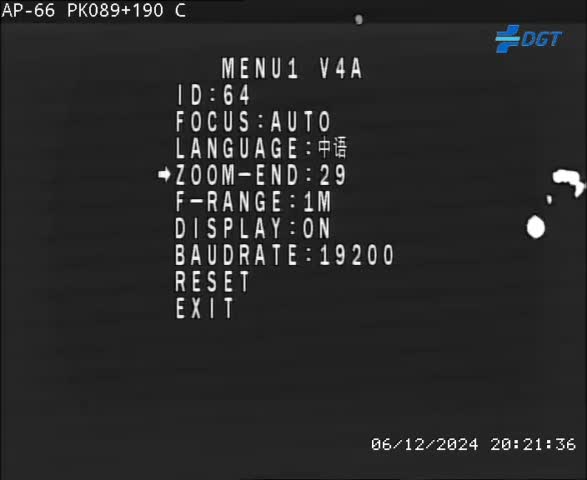 AP-66 PK089+190 C
DGT
MENU1 V4A
ID:64
FOCUS:AUTO
LANGUAGE:中语
ZOOM-END:29
F-RANGE:1M
DISPLAY:ON
BAUDRATE:19200
RESET
EXIT
06/12/2024 20:21:36